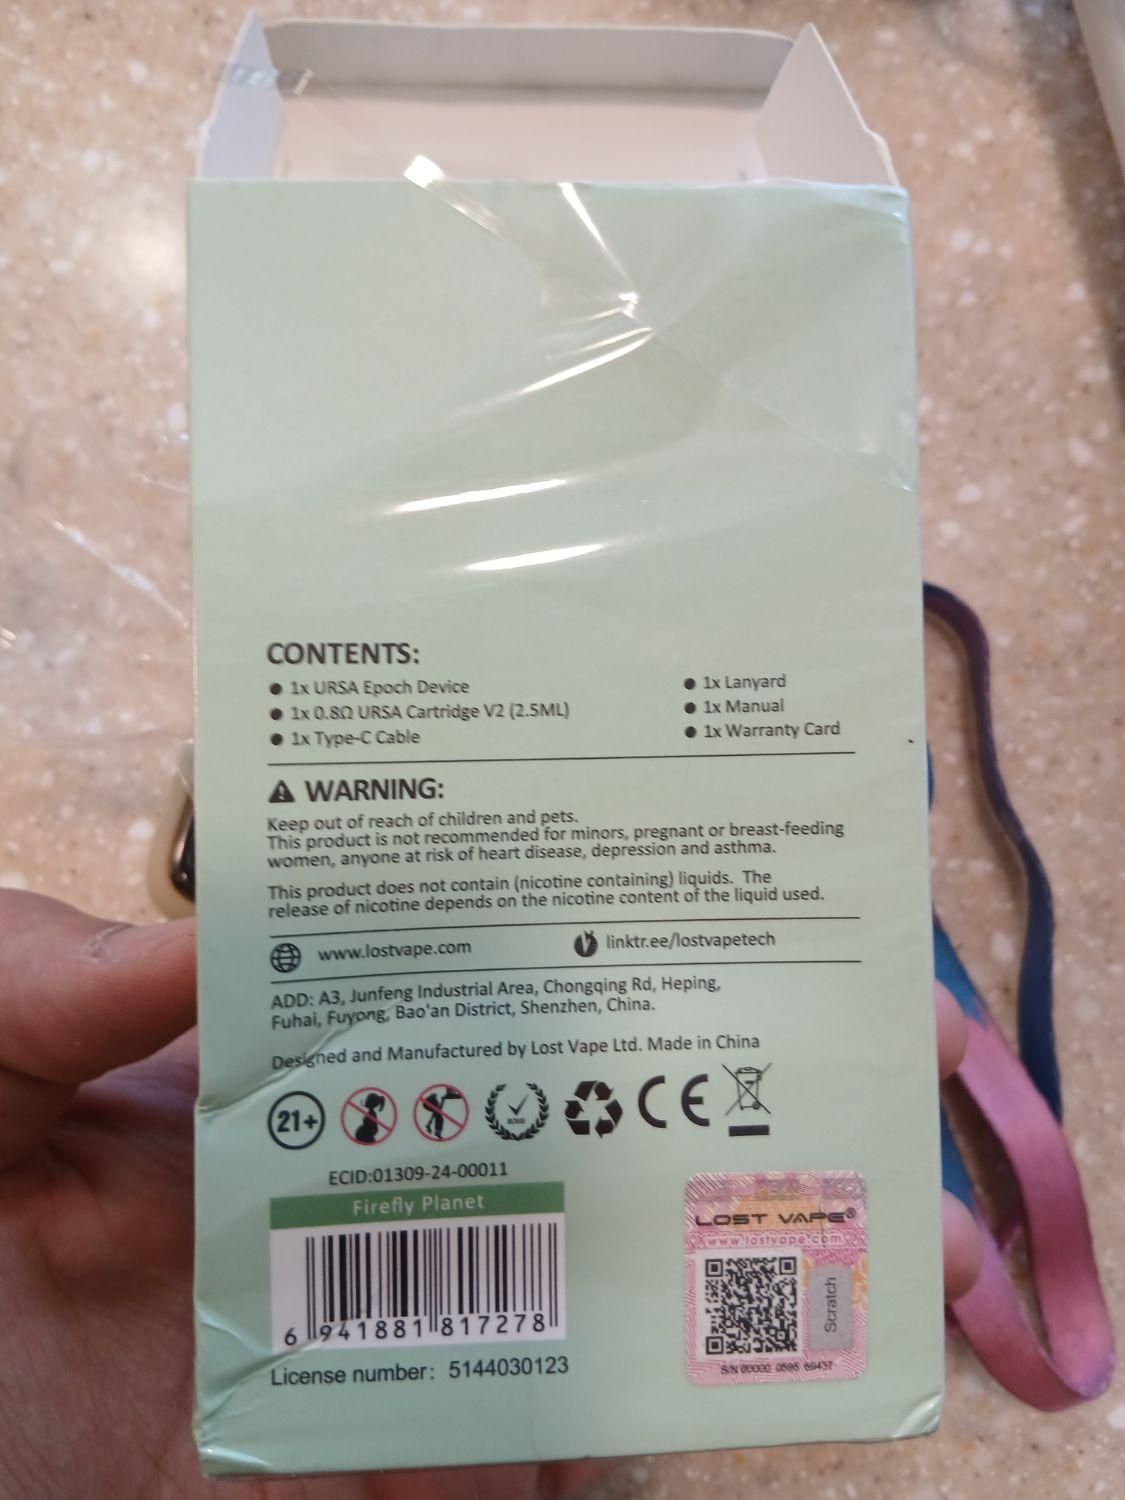 CONTENTS:
● 1x URSA Epoch Device
● 1x 0.8Ω URSA Cartridge V2 (2.5ML)
● 1x Type-C Cable
● 1x Lanyard
● 1x Manual
● 1x Warranty Card
WARNING:
Keep out of reach of children and pets.
This product is not recommended for minors, pregnant or breast-feeding
women, anyone at risk of heart disease, depression and asthma.
This product does not contain (nicotine containing) liquids. The
release of nicotine depends on the nicotine content of the liquid used.
www.lostvape.com
linktr.ee/lostvapetech
ADD: A3, Junfeng Industrial Area, Chongqing Rd, Heping,
Fuhai, Fuyong, Bao'an District, Shenzhen, China.
Designed and Manufactured by Lost Vape Ltd. Made in China
21+
CE
ECID:01309-24-00011
Firefly Planet
6 941881 817278
License number: 5144030123
LOST VAPE®
www.lostvape.com
Scratch
S/N 00000 0595 69437